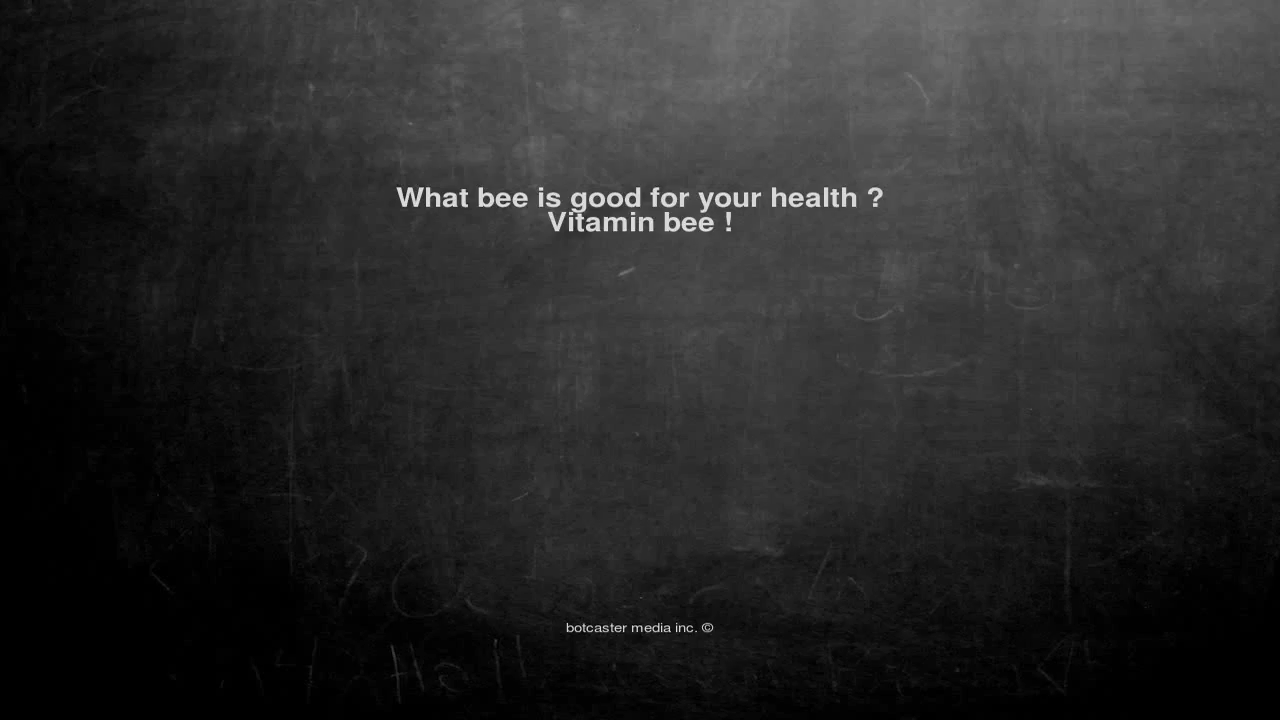 What bee is good for your health ?
Vitamin bee !
botcaster media inc. ©